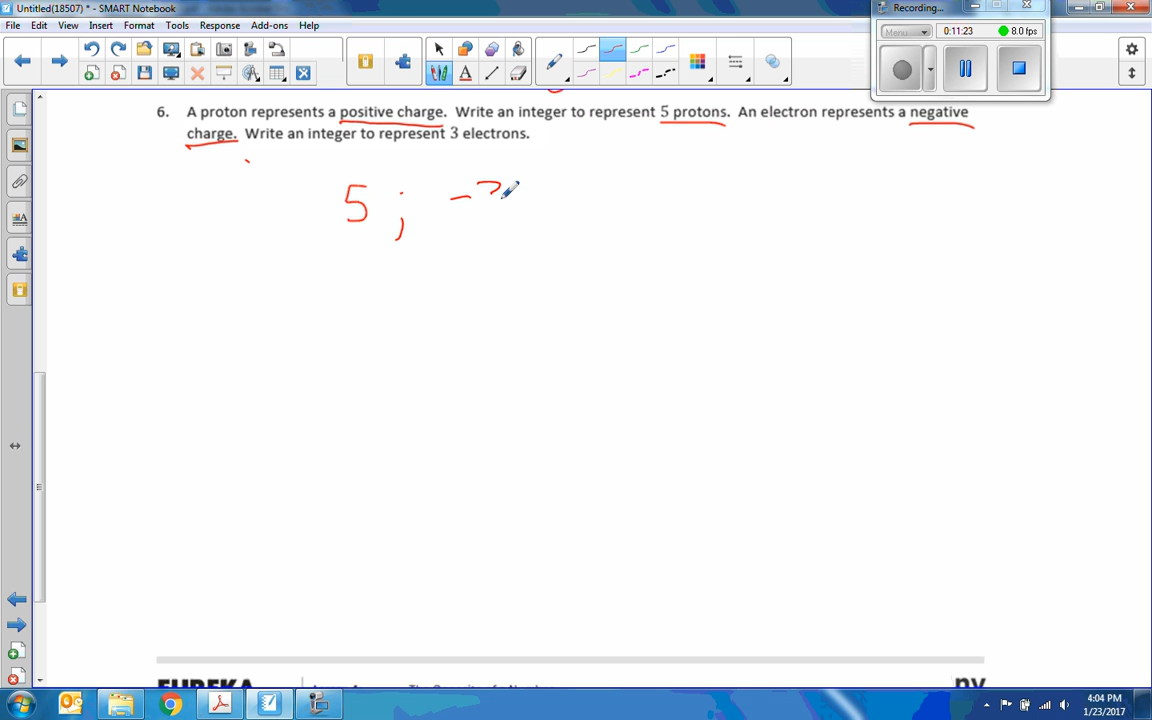 Untitled(18507) * - SMART Notebook
Recording...
File Edit View Insert Format Tools Response Add-ons Help
Menu 0:11:23 8.0 fps
6. A proton represents a positive charge. Write an integer to represent 5 protons. An electron represents a negative
charge. Write an integer to represent 3 electrons.
5 ; -
EUREKA
4:04 PM
1/23/2017